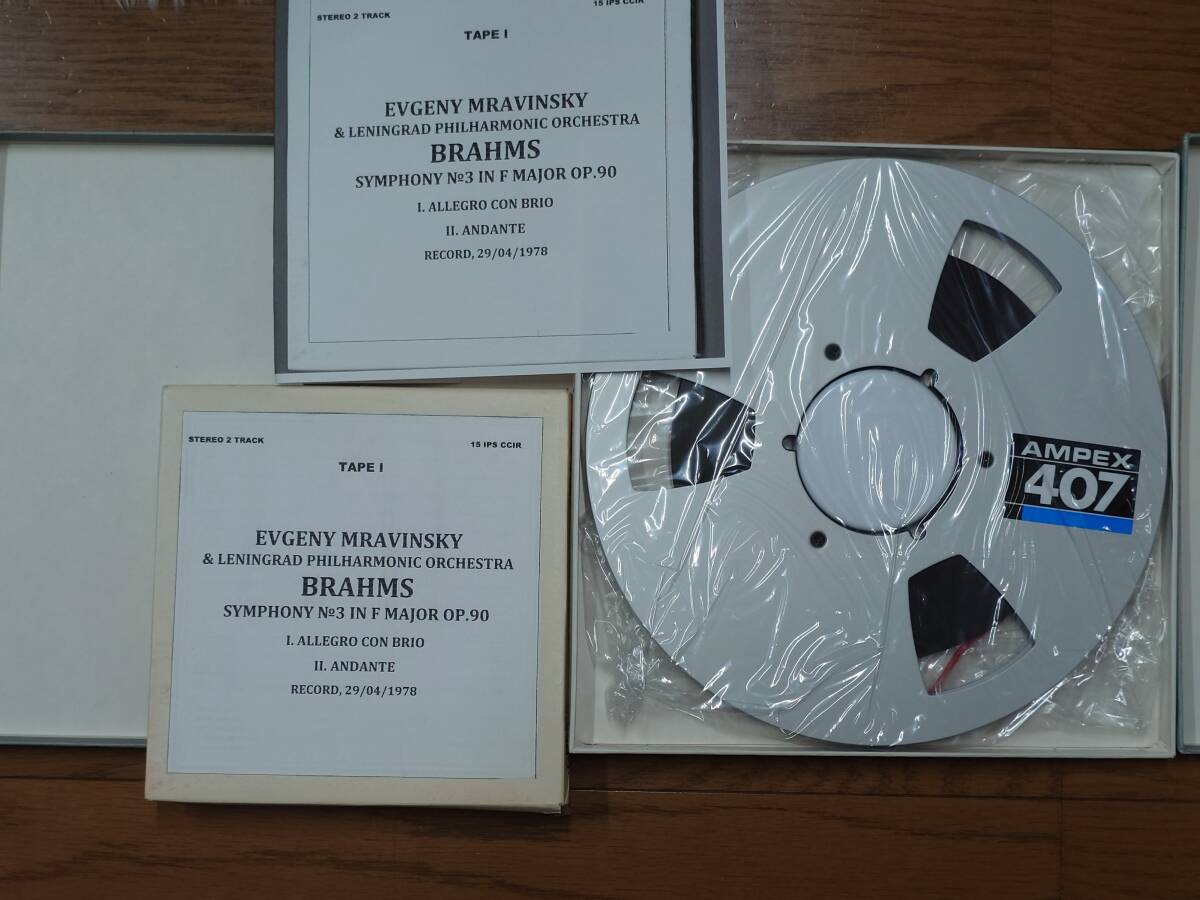 STEREO 2 TRACK
15 IPS CCIR
TAPE I
EVGENY MRAVINSKY
& LENINGRAD PHILHARMONIC ORCHESTRA
BRAHMS
SYMPHONY №3 IN F MAJOR OP.90
I. ALLEGRO CON BRIO
II. ANDANTE
RECORD, 29/04/1978
STEREO 2 TRACK
15 IPS CCIR
TAPE I
EVGENY MRAVINSKY
& LENINGRAD PHILHARMONIC ORCHESTRA
BRAHMS
SYMPHONY №3 IN F MAJOR OP.90
I. ALLEGRO CON BRIO
II. ANDANTE
RECORD, 29/04/1978
AMPEX
407